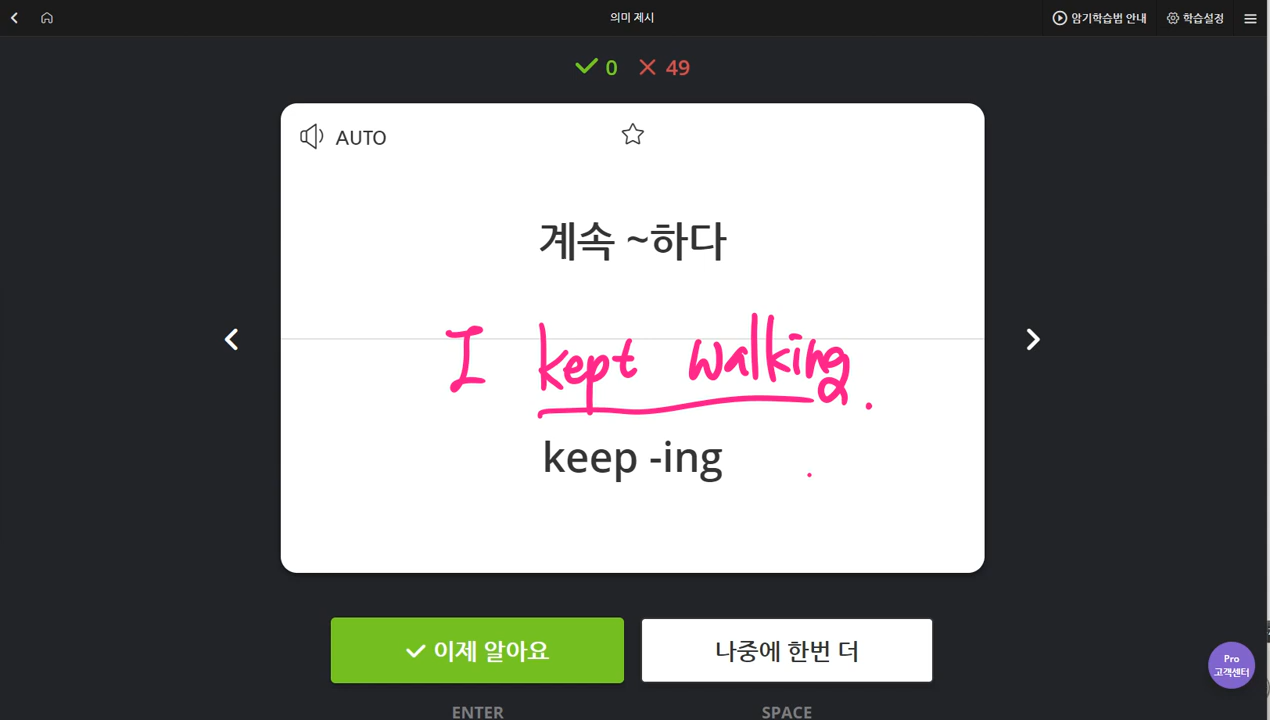 의미 제시
암기학습법 안내
학습설정
0 49
AUTO
계속 ~하다
I kept walking.
keep -ing
이제 알아요
나중에 한번 더
ENTER
SPACE
Pro
고객센터